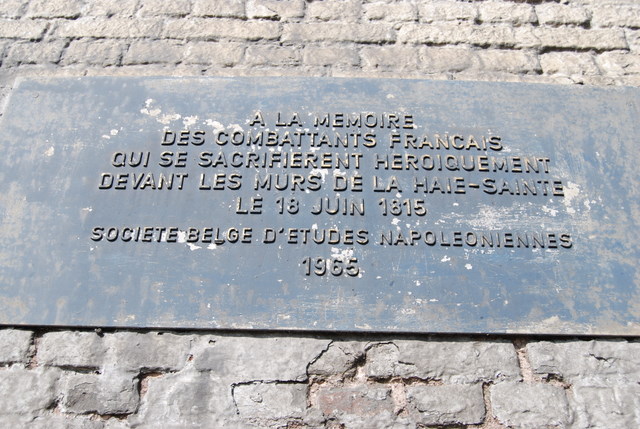 A LA MEMOIRE
DES COMBATTANTS FRANCAIS
QUI SE SACRIFIERENT HEROIQUEMENT
DEVANT LES MURS DE LA HAIE-SAINTE
LE 18 JUIN 1815
SOCIETE BELGE D'ETUDES NAPOLEONIENNES
1965